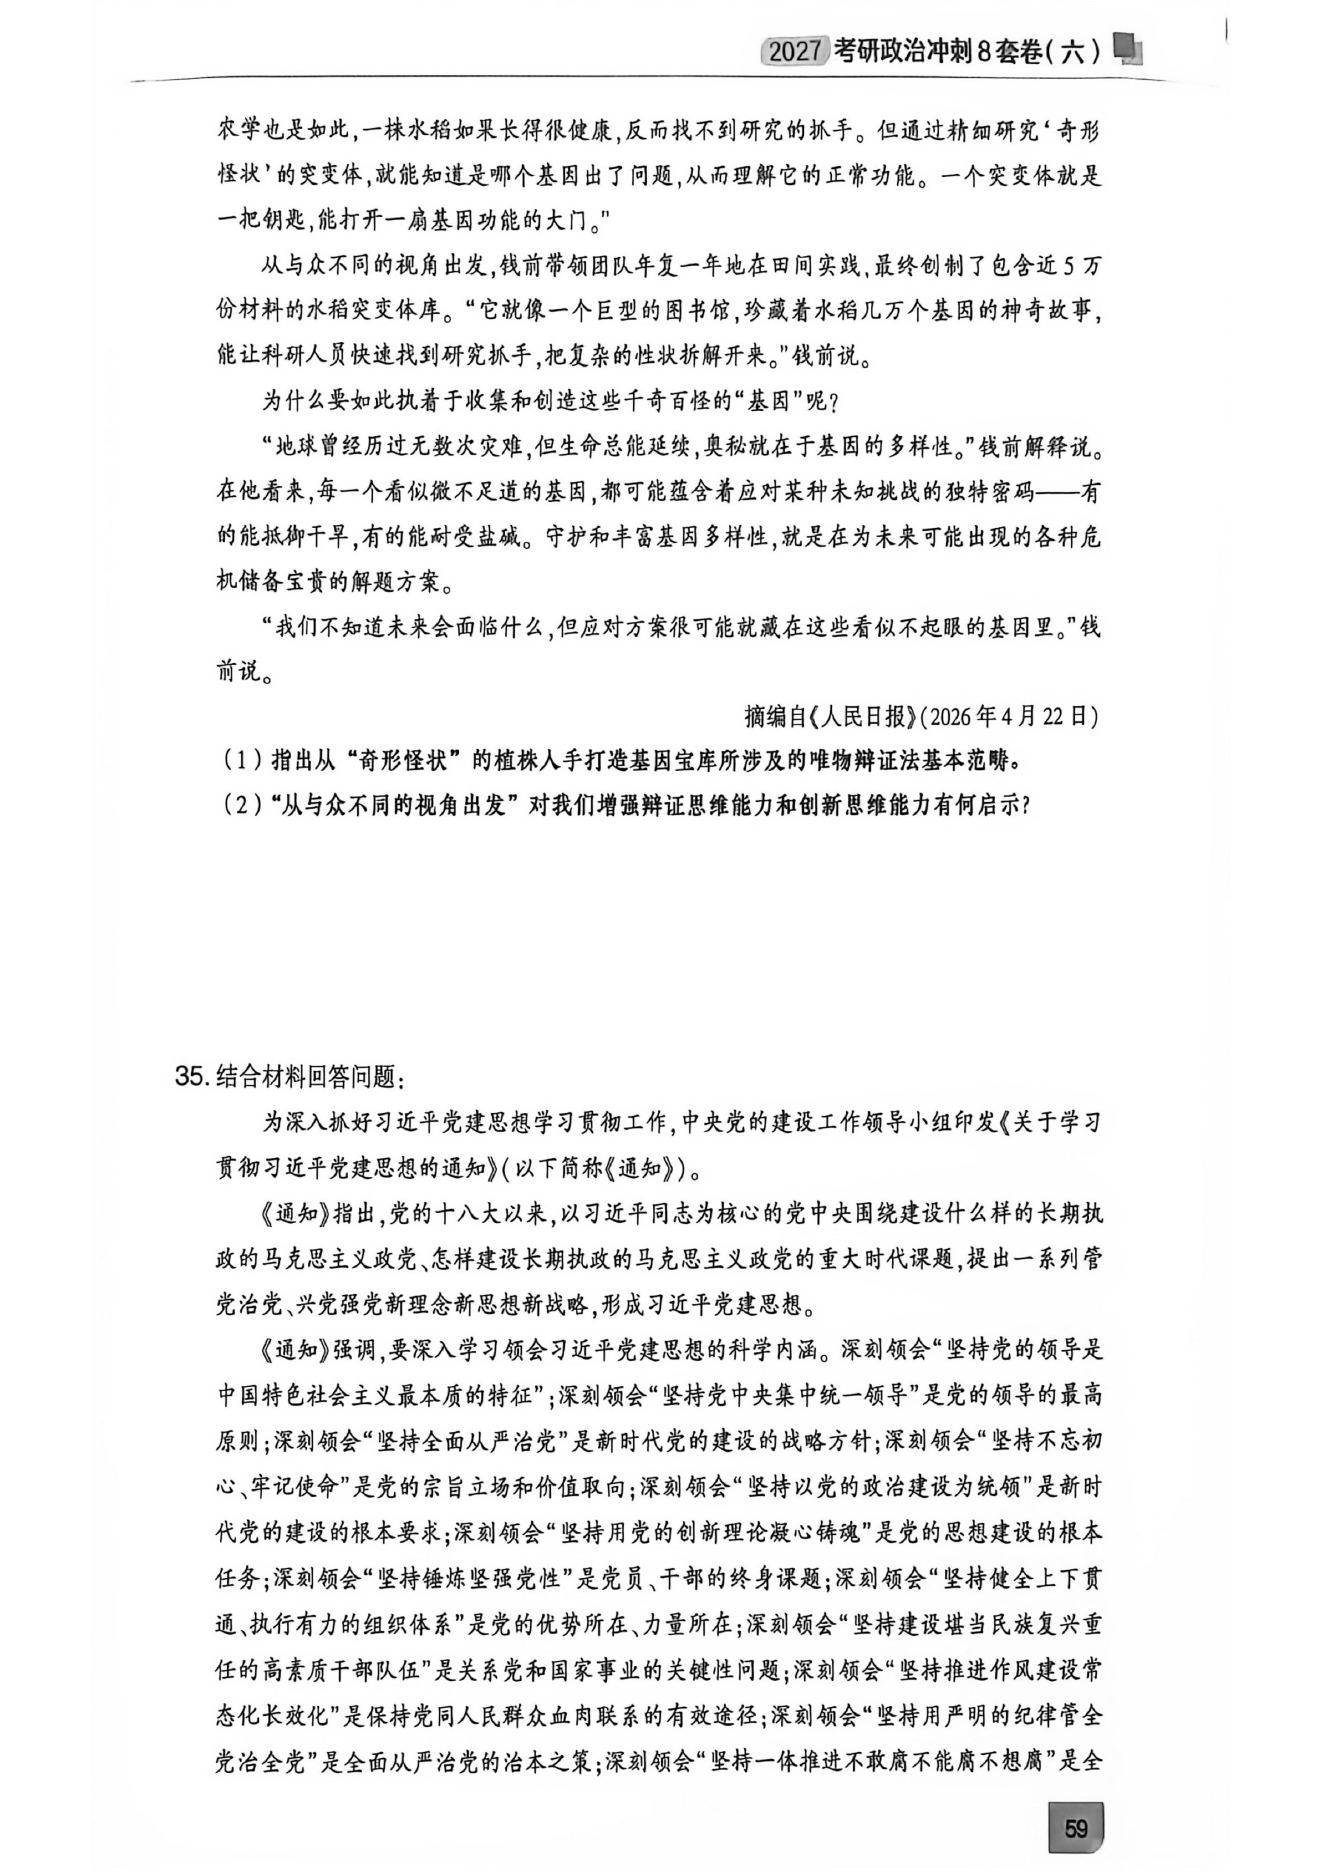 2027 考研政治冲刺8套卷(六)
农学也是如此,一株水稻如果长得很健康,反而找不到研究的抓手。但通过精细研究‘奇形
怪状’的突变体,就能知道是哪个基因出了问题,从而理解它的正常功能。一个突变体就是
一把钥匙,能打开一扇基因功能的大门。”
从与众不同的视角出发,钱前带领团队年复一年地在田间实践,最终创制了包含近5万
份材料的水稻突变体库。“它就像一个巨型的图书馆,珍藏着水稻几万个基因的神奇故事,
能让科研人员快速找到研究抓手,把复杂的性状拆解开来。”钱前说。
为什么要如此执着于收集和创造这些千奇百怪的“基因”呢?
“地球曾经历过无数次灾难,但生命总能延续,奥秘就在于基因的多样性。”钱前解释说。
在他看来,每一个看似微不足道的基因,都可能蕴含着应对某种未知挑战的独特密码——有
的能抵御干旱,有的能耐受盐碱。守护和丰富基因多样性,就是在为未来可能出现的各种危
机储备宝贵的解题方案。
“我们不知道未来会面临什么,但应对方案很可能就藏在这些看似不起眼的基因里。”钱
前说。
摘编自《人民日报》(2026年4月22日)
(1)指出从“奇形怪状”的植株入手打造基因宝库所涉及的唯物辩证法基本范畴。
(2)“从与众不同的视角出发”对我们增强辩证思维能力和创新思维能力有何启示?
35.结合材料回答问题:
为深入抓好习近平党建思想学习贯彻工作,中央党的建设工作领导小组印发《关于学习
贯彻习近平党建思想的通知》(以下简称《通知》)。
《通知》指出,党的十八大以来,以习近平同志为核心的党中央围绕建设什么样的长期执
政的马克思主义政党、怎样建设长期执政的马克思主义政党的重大时代课题,提出一系列管
党治党、兴党强党新理念新思想新战略,形成习近平党建思想。
《通知》强调,要深入学习领会习近平党建思想的科学内涵。深刻领会“坚持党的领导是
中国特色社会主义最本质的特征”;深刻领会“坚持党中央集中统一领导”是党的领导的最高
原则;深刻领会“坚持全面从严治党”是新时代党的建设的战略方针;深刻领会“坚持不忘初
心、牢记使命”是党的宗旨立场和价值取向;深刻领会“坚持以党的政治建设为统领”是新时
代党的建设的根本要求;深刻领会“坚持用党的创新理论凝心铸魂”是党的思想建设的根本
任务;深刻领会“坚持锤炼坚强党性”是党员、干部的终身课题;深刻领会“坚持健全上下贯
通、执行有力的组织体系”是党的优势所在、力量所在;深刻领会“坚持建设堪当民族复兴重
任的高素质干部队伍”是关系党和国家事业的关键性问题;深刻领会“坚持推进作风建设常
态化长效化”是保持党同人民群众血肉联系的有效途径;深刻领会“坚持用严明的纪律管全
党治全党”是全面从严治党的治本之策;深刻领会“坚持一体推进不敢腐不能腐不想腐”是全
59